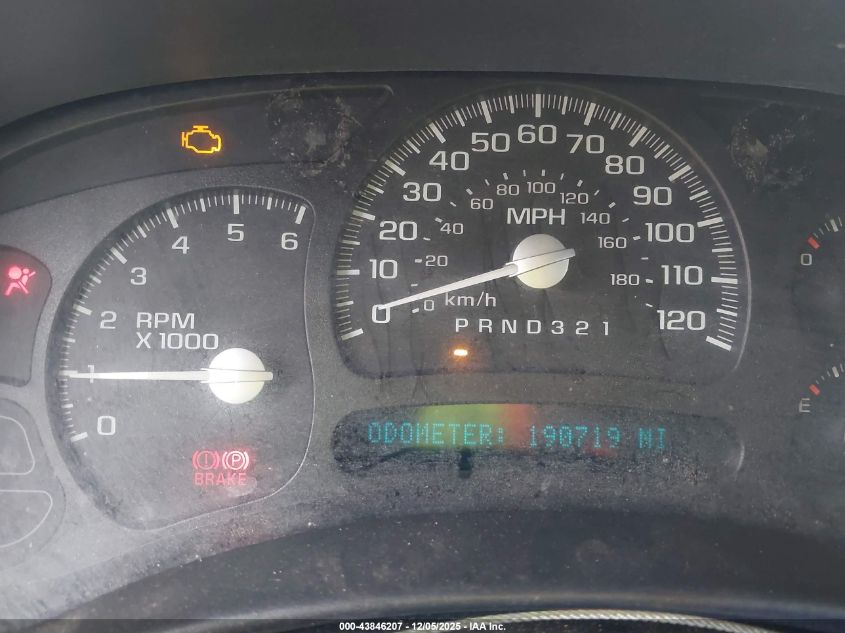 60
50 70
40 80
30 90
20 100
10 110
0 120
80 100 120
60 140
40 160
20 180
0
MPH
km/h
P R N D 3 2 1
5
4 6
3
2
1
0
RPM
X 1000
BRAKE
P
ODOMETER: 190719 MI
0
E
000-43846207 - 12/05/2025 - IAA Inc.